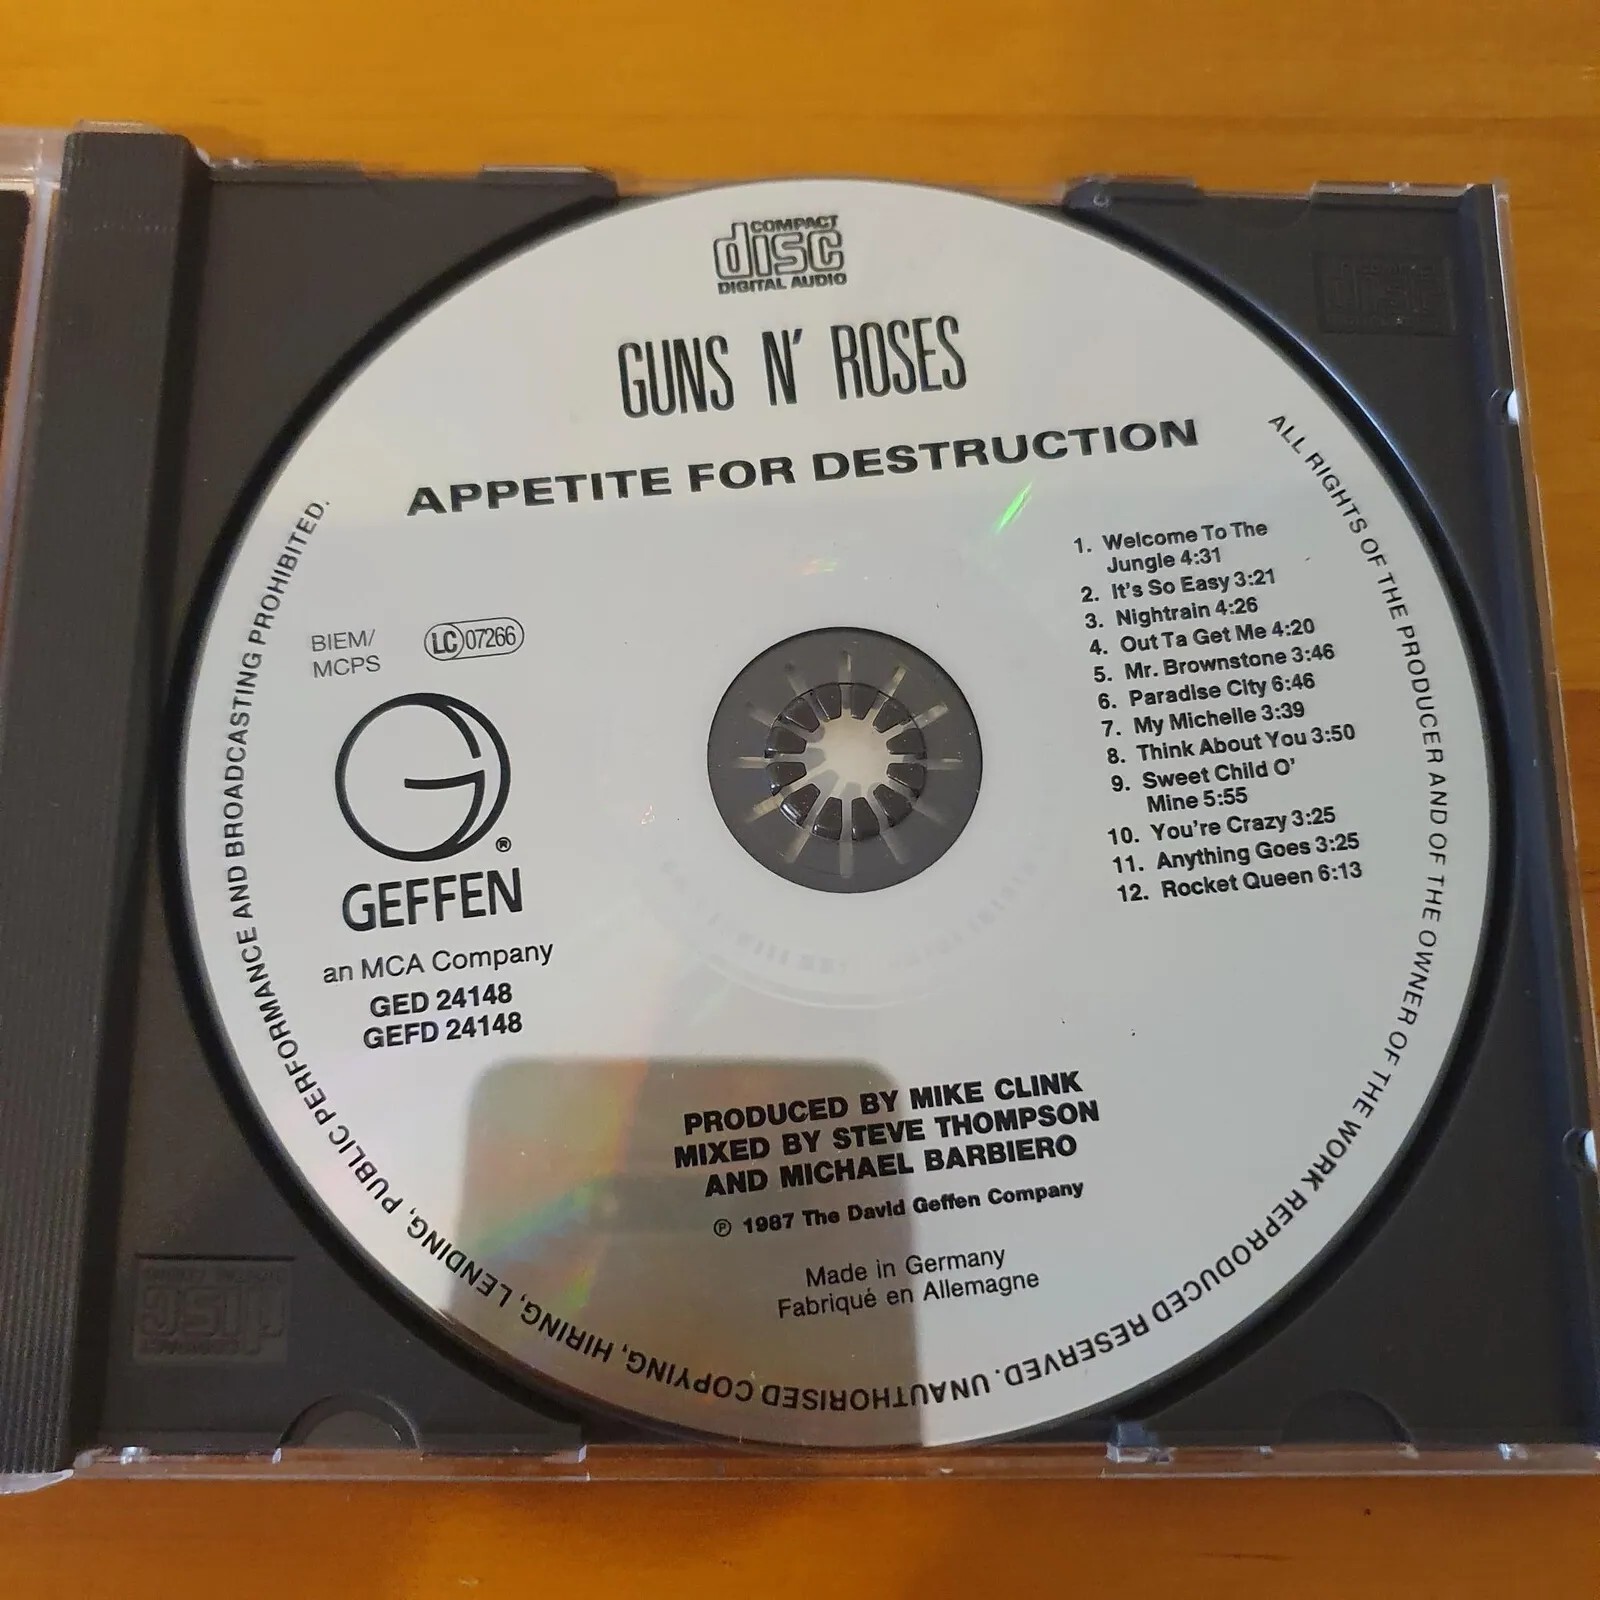 COMPACT
disc
DIGITAL AUDIO
GUNS N' ROSES
APPETITE FOR DESTRUCTION
BIEM/
MCPS
LC 07266
GEFFEN
an MCA Company
GED 24148
GEFD 24148
1. Welcome To The
Jungle 4:31
2. It's So Easy 3:21
3. Nightrain 4:26
4. Out Ta Get Me 4:20
5. Mr. Brownstone 3:46
6. Paradise City 6:46
7. My Michelle 3:39
8. Think About You 3:50
9. Sweet Child O'
Mine 5:55
10. You're Crazy 3:25
11. Anything Goes 3:25
12. Rocket Queen 6:13
PRODUCED BY MIKE CLINK
MIXED BY STEVE THOMPSON
AND MICHAEL BARBIERO
℗ 1987 The David Geffen Company
Made in Germany
Fabriqué en Allemagne
ALL RIGHTS OF THE PRODUCER AND OF THE OWNER OF THE WORK REPRODUCED RESERVED. UNAUTHORISED COPYING, HIRING, LENDING, PUBLIC PERFORMANCE AND BROADCASTING PROHIBITED.
COMPACT
disc
COMPACT
disc